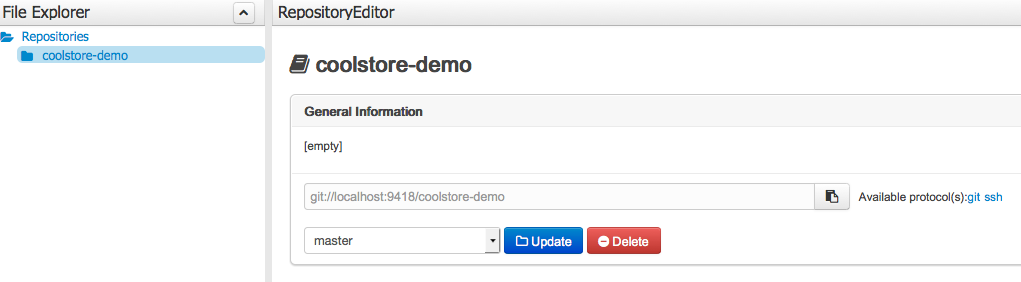 File Explorer
RepositoryEditor
Repositories
coolstore-demo
coolstore-demo
General Information
[empty]
git://localhost:9418/coolstore-demo
Available protocol(s):git ssh
master
Update
Delete